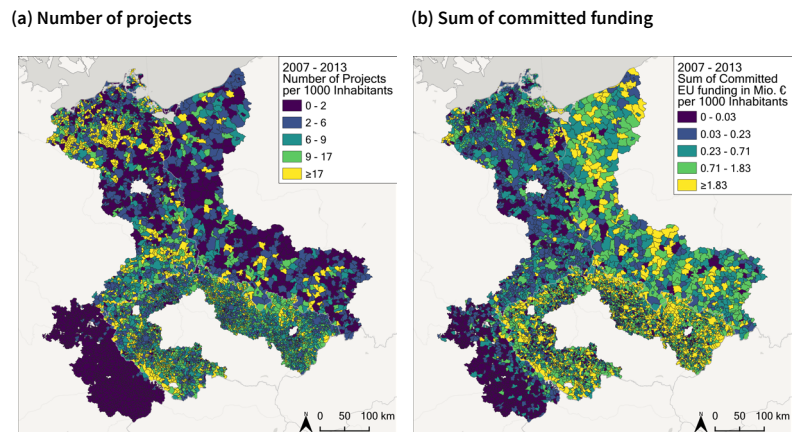 (a) Number of projects
(b) Sum of committed funding
2007 - 2013
Number of Projects
per 1000 Inhabitants
0 - 2
2 - 6
6 - 9
9 - 17
≥17
N
0 50 100 km
2007 - 2013
Sum of Committed
EU funding in Mio. €
per 1000 Inhabitants
0 - 0.03
0.03 - 0.23
0.23 - 0.71
0.71 - 1.83
≥1.83
N
0 50 100 km